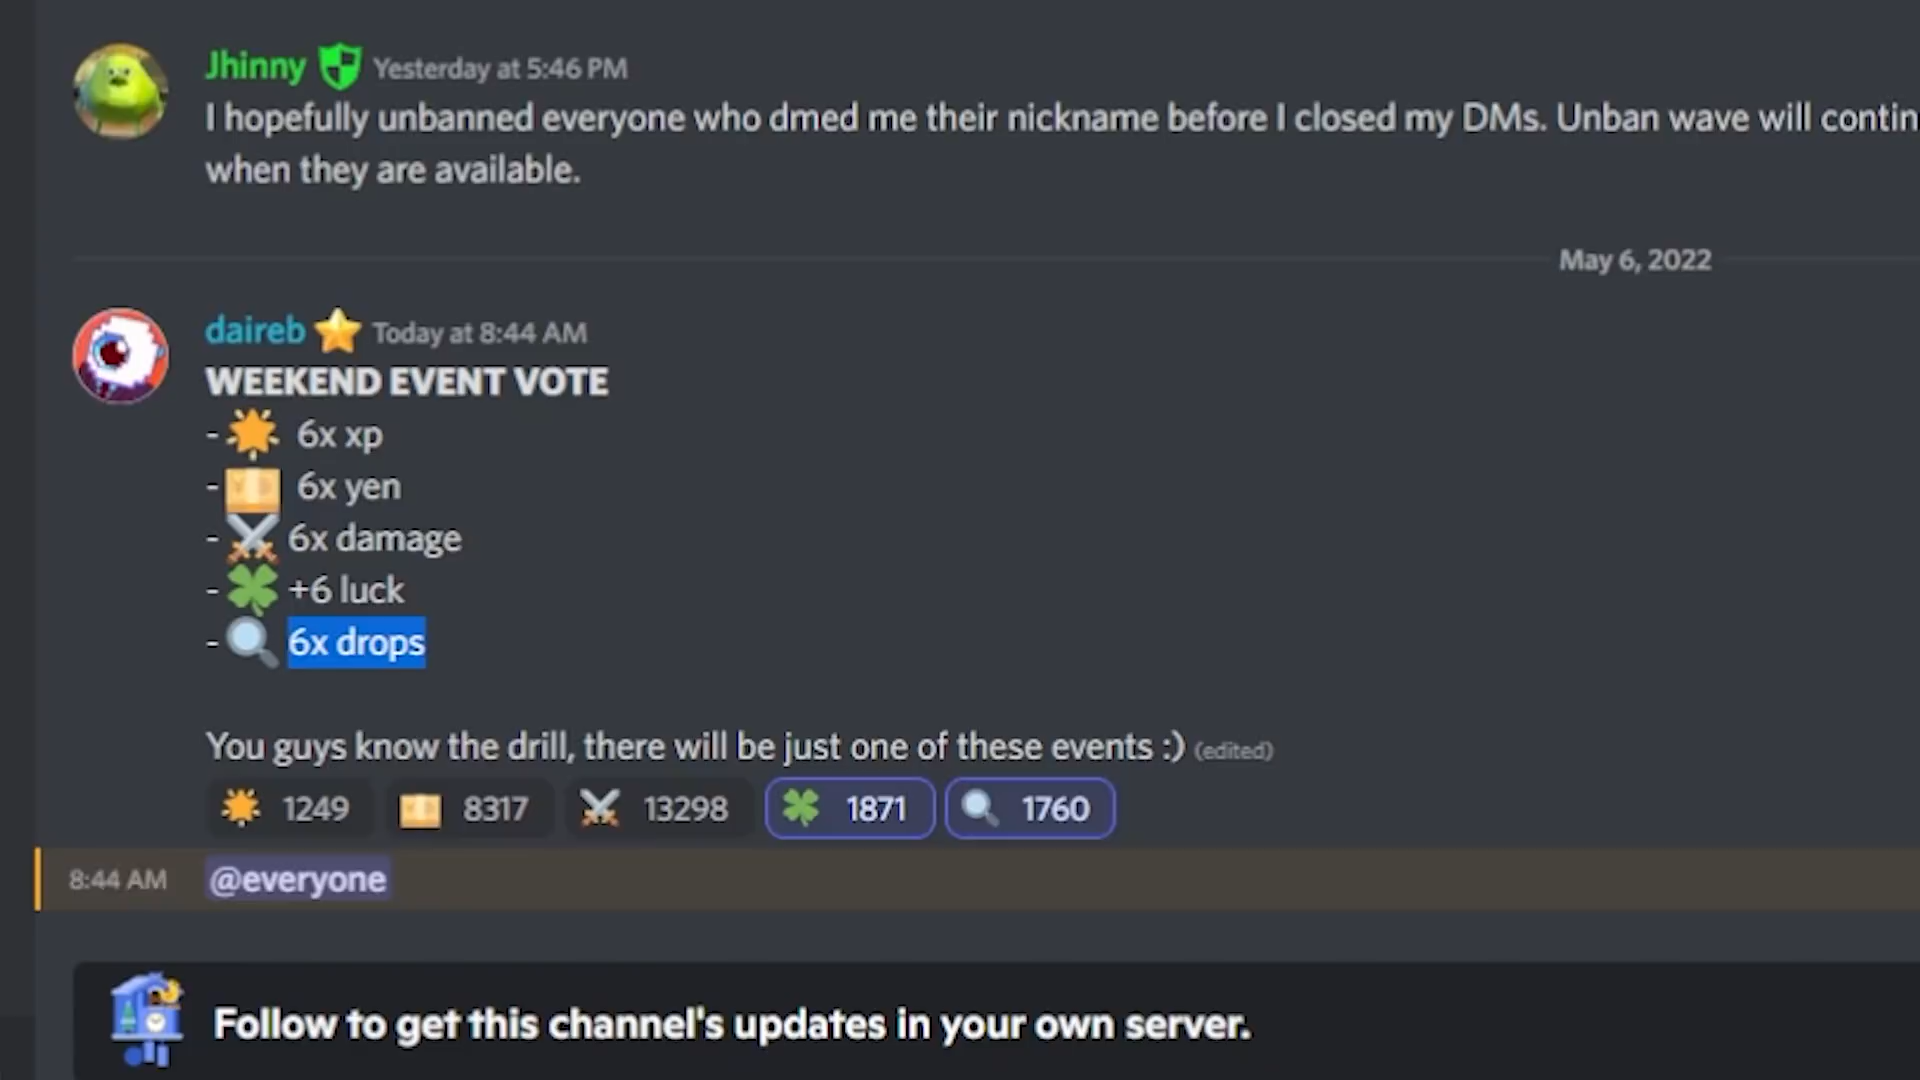 Jhinny Yesterday at 5:46 PM
I hopefully unbanned everyone who dmed me their nickname before I closed my DMs. Unban wave will contin
when they are available.
May 6, 2022
daireb Today at 8:44 AM
WEEKEND EVENT VOTE
- 6x xp
- 6x yen
- 6x damage
- +6 luck
- 6x drops
You guys know the drill, there will be just one of these events :) (edited)
1249 8317 13298 1871 1760
8:44 AM @everyone
Follow to get this channel's updates in your own server.